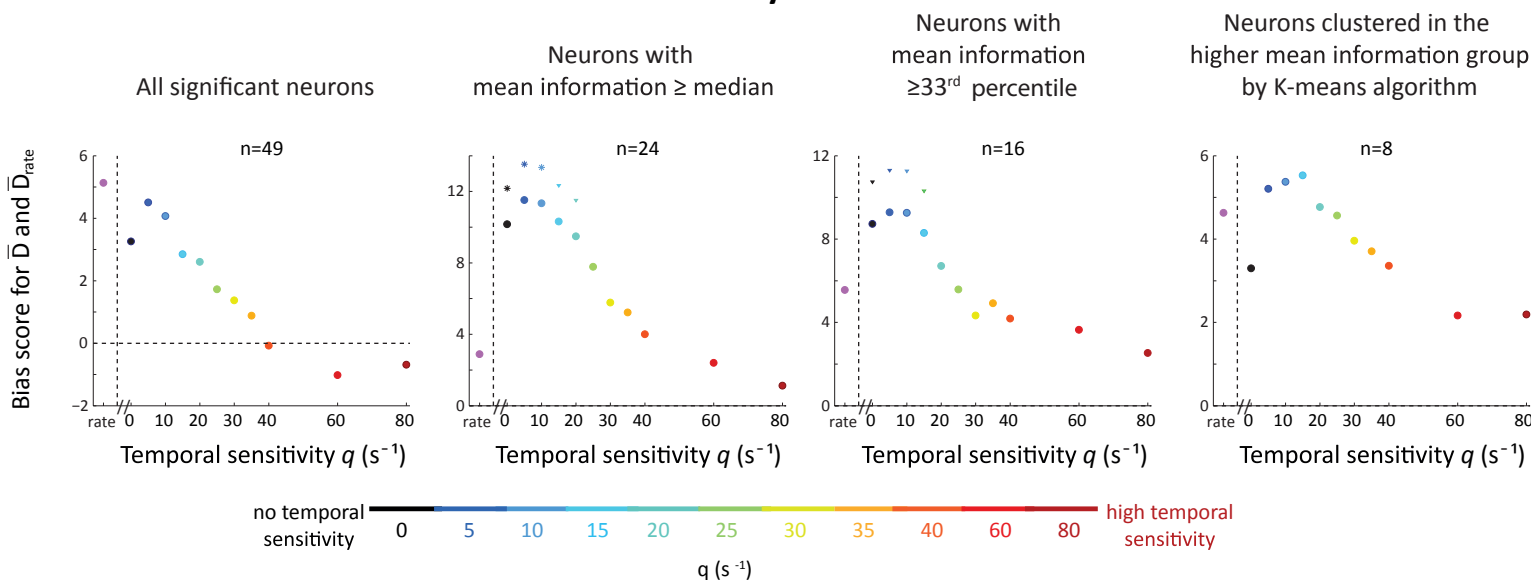 All significant neurons
Neurons with
mean information ≥ median
Neurons with
mean information
≥33rd percentile
Neurons clustered in the
higher mean information group
by K-means algorithm
Bias score for D̅ and D̅rate
n=49
6
4
2
0
−2
rate 0 10 20 30 40 60 80
Temporal sensitivity q (s⁻¹)
n=24
12
8
4
0
rate 0 10 20 30 40 60 80
Temporal sensitivity q (s⁻¹)
n=16
12
8
4
0
rate 0 10 20 30 40 60 80
Temporal sensitivity q (s⁻¹)
n=8
6
4
2
0
rate 0 10 20 30 40 60 80
Temporal sensitivity q (s⁻¹)
no temporal
sensitivity
0 5 10 15 20 25 30 35 40 60 80
high temporal
sensitivity
q (s ⁻¹)